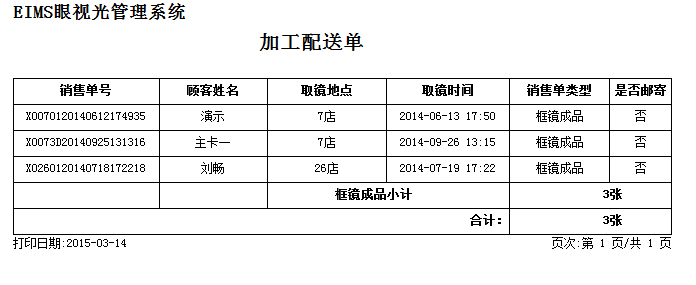 EIMS眼视光管理系统
加工配送单
销售单号 顾客姓名 取镜地点 取镜时间 销售单类型 是否邮寄
X0070120140612174935 演示 7店 2014-06-13 17:50 框镜成品 否
X0073D20140925131316 主卡一 7店 2014-09-26 13:15 框镜成品 否
X0260120140718172218 刘畅 26店 2014-07-19 17:22 框镜成品 否
框镜成品小计 3张
合计： 3张
打印日期:2015-03-14 页次:第 1 页/共 1 页